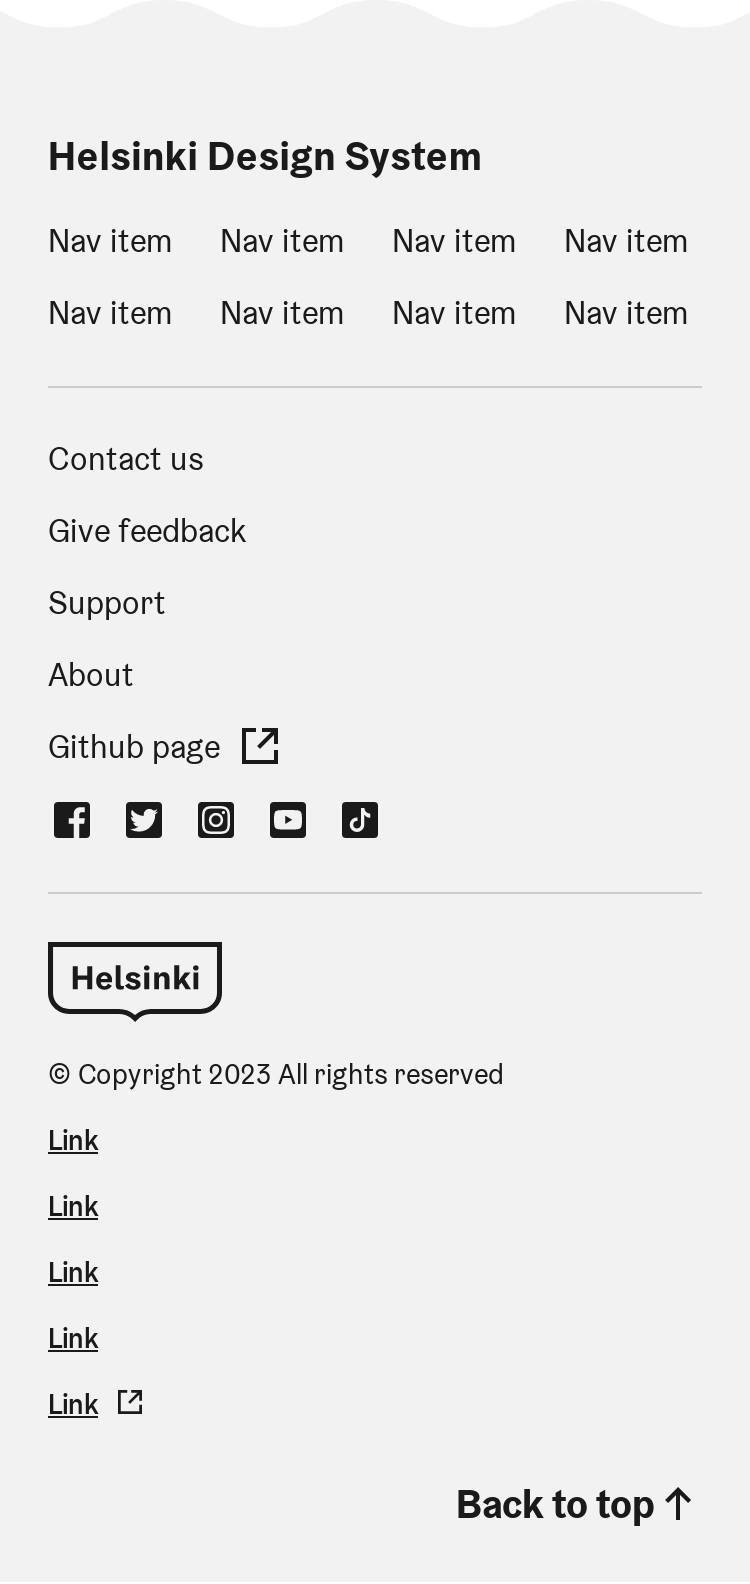 Helsinki Design System
Nav item Nav item Nav item Nav item
Nav item Nav item Nav item Nav item
Contact us
Give feedback
Support
About
Github page
Helsinki
© Copyright 2023 All rights reserved
Link
Link
Link
Link
Link
Back to top